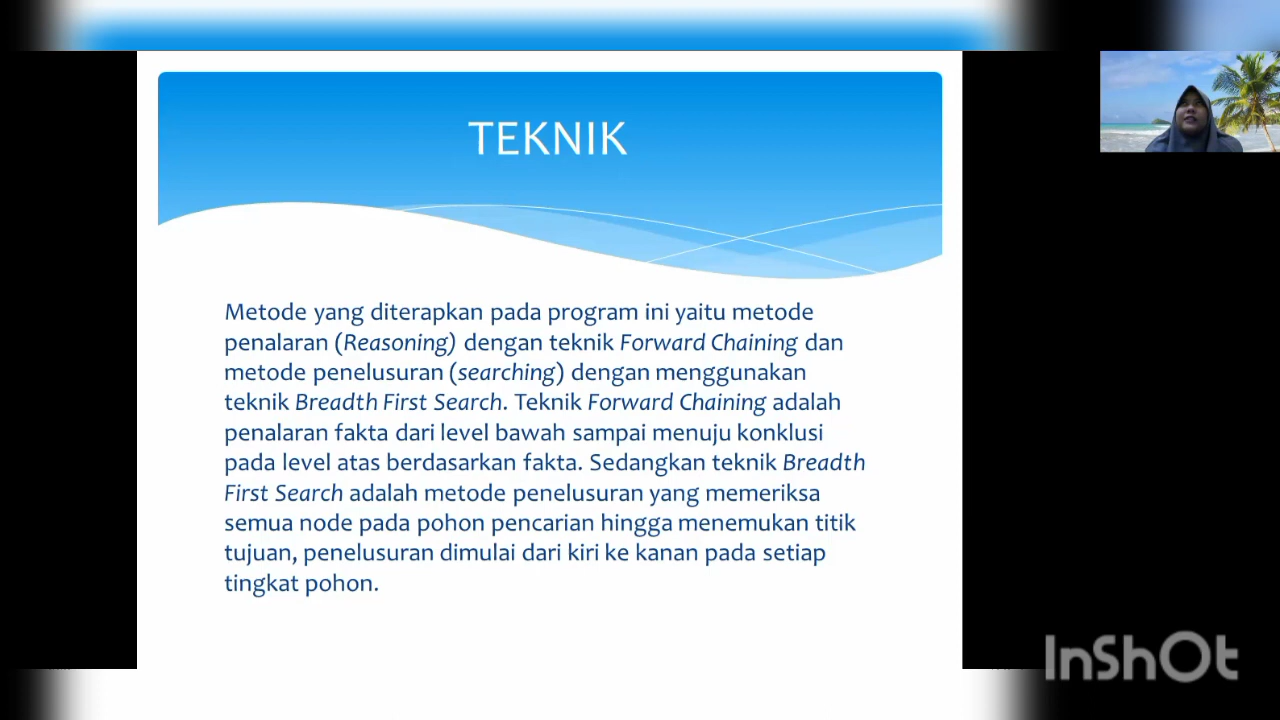 TEKNIK
Metode yang diterapkan pada program ini yaitu metode
penalaran (Reasoning) dengan teknik Forward Chaining dan
metode penelusuran (searching) dengan menggunakan
teknik Breadth First Search. Teknik Forward Chaining adalah
penalaran fakta dari level bawah sampai menuju konklusi
pada level atas berdasarkan fakta. Sedangkan teknik Breadth
First Search adalah metode penelusuran yang memeriksa
semua node pada pohon pencarian hingga menemukan titik
tujuan, penelusuran dimulai dari kiri ke kanan pada setiap
tingkat pohon.
InShOt